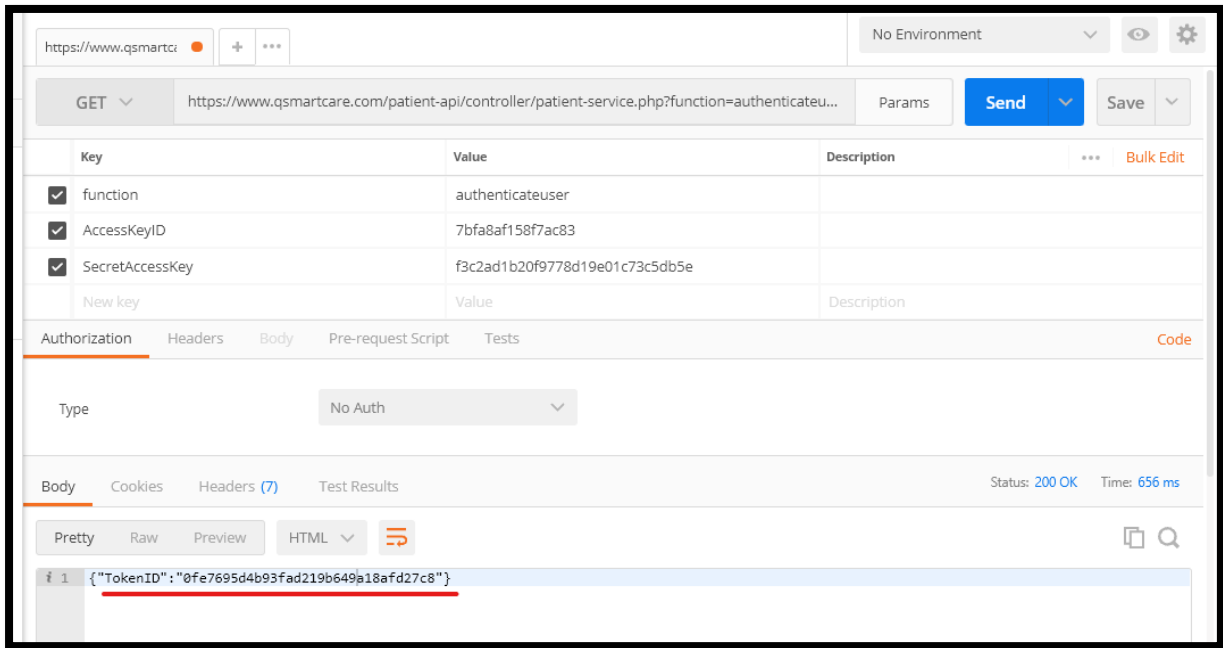 https://www.qsmartca + •••
No Environment
GET https://www.qsmartcare.com/patient-api/controller/patient-service.php?function=authenticateu... Params Send Save
Key Value Description ••• Bulk Edit
function authenticateuser
AccessKeyID 7bfa8af158f7ac83
SecretAccessKey f3c2ad1b20f9778d19e01c73c5db5e
New key Value Description
Authorization Headers Body Pre-request Script Tests Code
Type No Auth
Body Cookies Headers (7) Test Results Status: 200 OK Time: 656 ms
Pretty Raw Preview HTML
i 1 {"TokenID":"0fe7695d4b93fad219b649a18afd27c8"}